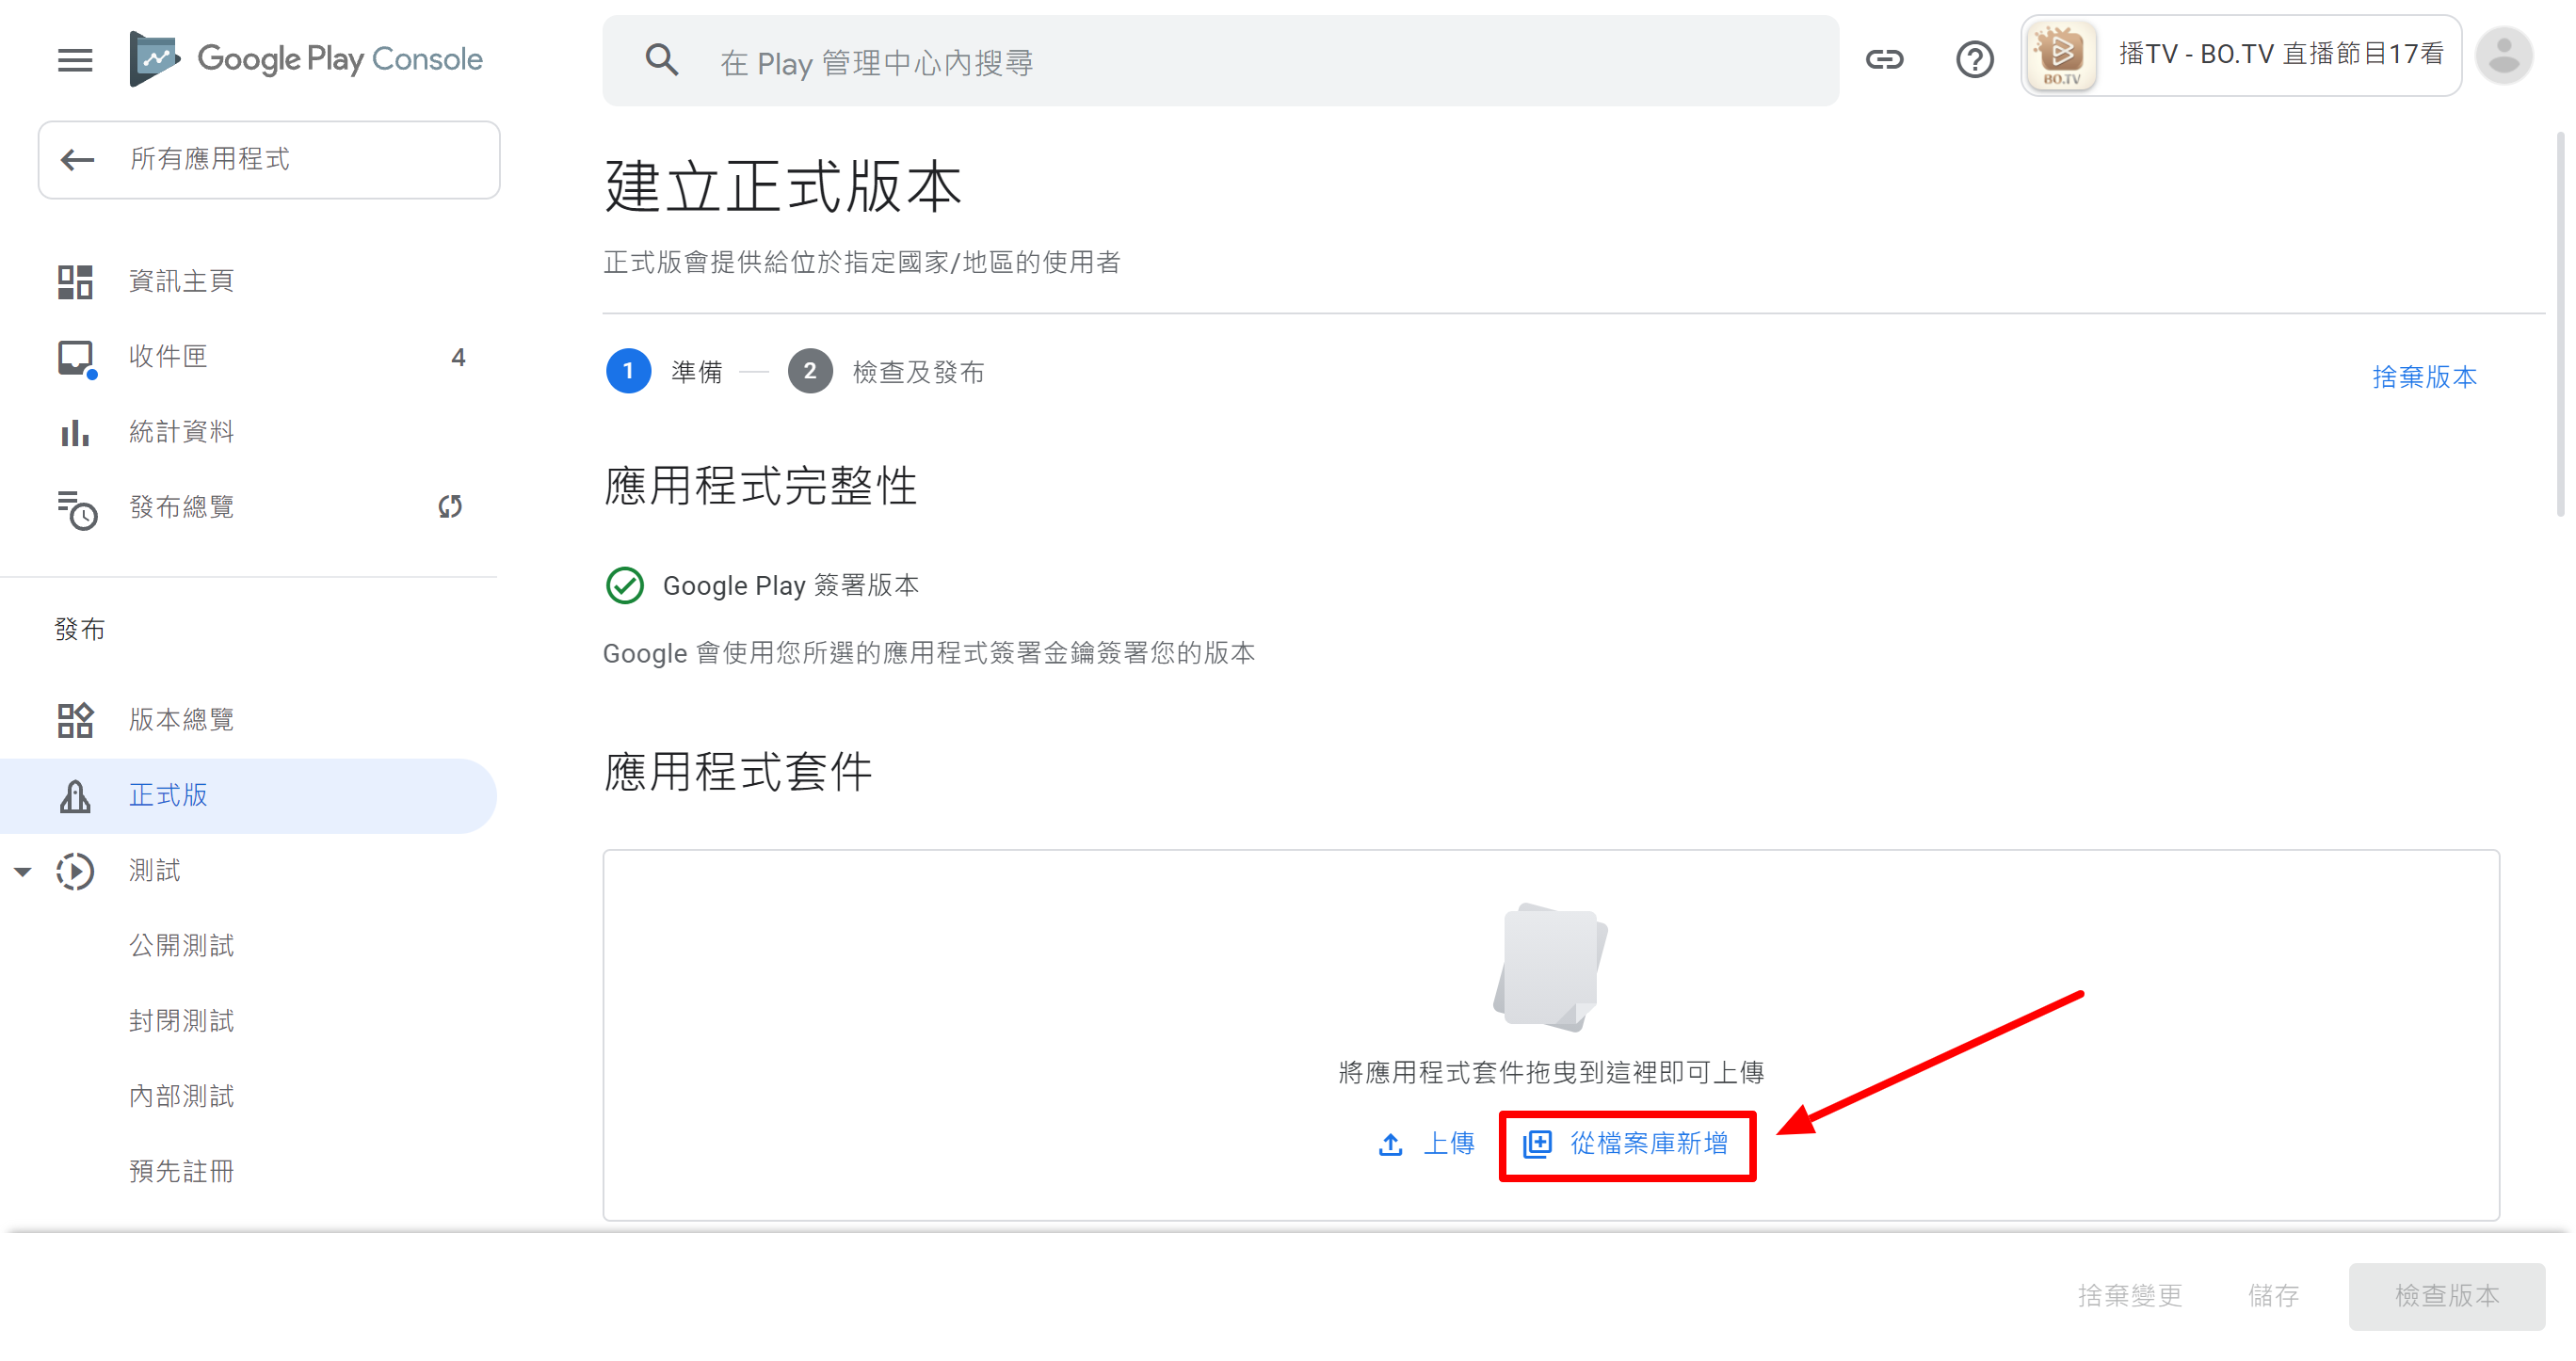 Google Play Console
在 Play 管理中心內搜尋
BO.TV
播TV - BO.TV 直播節目17看
所有應用程式
資訊主頁
收件匣 4
統計資料
發布總覽
發布
版本總覽
正式版
測試
公開測試
封閉測試
內部測試
預先註冊
建立正式版本
正式版會提供給位於指定國家/地區的使用者
1 準備 2 檢查及發布
捨棄版本
應用程式完整性
Google Play 簽署版本
Google 會使用您所選的應用程式簽署金鑰簽署您的版本
應用程式套件
將應用程式套件拖曳到這裡即可上傳
上傳 從檔案庫新增
捨棄變更 儲存 檢查版本